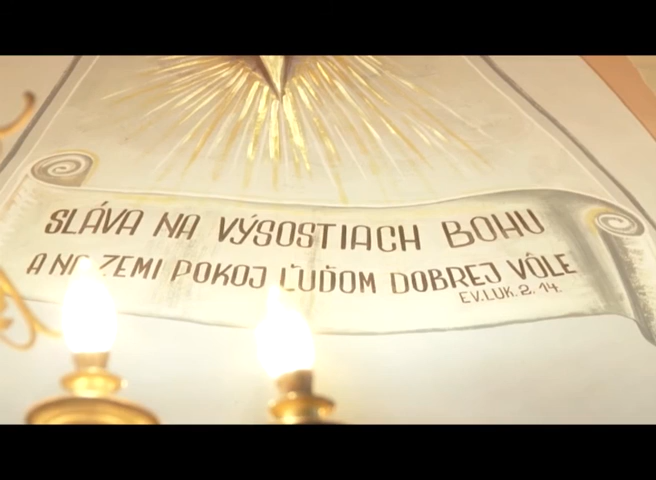 SLÁVA NA VÝSOSTIACH BOHU
A NA ZEMI POKOJ ĽUĎOM DOBREJ VÔLE
EV. LUK. 2. 14.